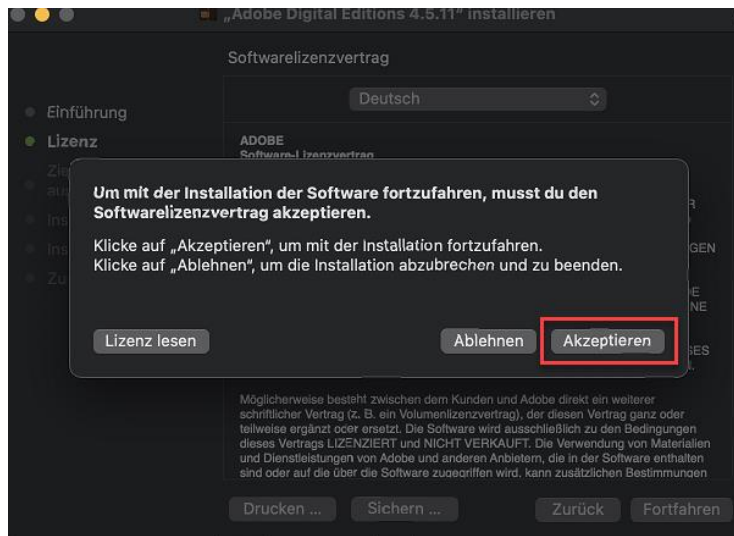 „Adobe Digital Editions 4.5.11“ installieren
Softwarelizenzvertrag
Deutsch
Einführung
Lizenz
ADOBE
Software-Lizenzvertrag
Um mit der Installation der Software fortzufahren, musst du den
Softwarelizenzvertrag akzeptieren.
Klicke auf „Akzeptieren“, um mit der Installation fortzufahren.
Klicke auf „Ablehnen“, um die Installation abzubrechen und zu beenden.
Lizenz lesen
Ablehnen
Akzeptieren
Möglicherweise besteht zwischen dem Kunden und Adobe direkt ein weiterer
schriftlicher Vertrag (z. B. ein Volumenlizenzvertrag), der diesen Vertrag ganz oder
teilweise ergänzt oder ersetzt. Die Software wird ausschließlich zu den Bedingungen
dieses Vertrags LIZENZIERT und NICHT VERKAUFT. Die Verwendung von Materialien
und Dienstleistungen von Adobe und anderen Anbietern, die in der Software enthalten
sind oder auf die über die Software zugegriffen wird, kann zusätzlichen Bestimmungen
Drucken ...
Sichern ...
Zurück
Fortfahren